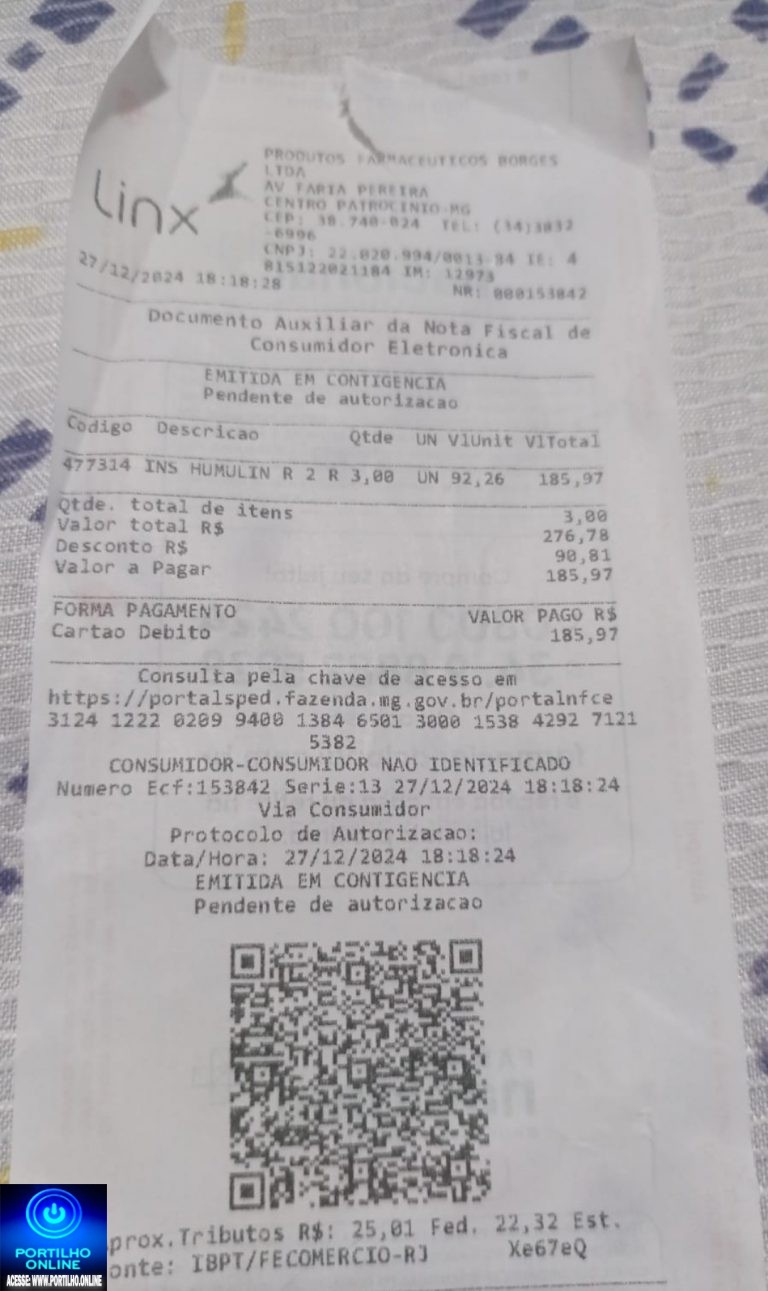 Linx
PRODUTOS FARMACEUTICOS BORGES
LTDA
AV FARIA PEREIRA
CENTRO PATROCINIO-MG
CEP: 38.740-024 TEL: (34)3832
-6996
CNPJ: 22.020.994/0013-84 IE: 4
815122021184 IM: 12973
27/12/2024 18:18:28
NR: 000153842
Documento Auxiliar da Nota Fiscal de
Consumidor Eletronica
EMITIDA EM CONTIGENCIA
Pendente de autorizacao
Codigo Descricao Qtde UN VlUnit VlTotal
477314 INS HUMULIN R 2 R 3,00 UN 92,26 185,97
Qtde. total de itens 3,00
Valor total R$ 276,78
Desconto R$ 90,81
Valor a Pagar 185,97
FORMA PAGAMENTO VALOR PAGO R$
Cartao Debito 185,97
Consulta pela chave de acesso em
https://portalsped.fazenda.mg.gov.br/portalnfce
3124 1222 0209 9400 1384 6501 3000 1538 4292 7121
5382
CONSUMIDOR-CONSUMIDOR NAO IDENTIFICADO
Numero Ecf:153842 Serie:13 27/12/2024 18:18:24
Via Consumidor
Protocolo de Autorizacao:
Data/Hora: 27/12/2024 18:18:24
EMITIDA EM CONTIGENCIA
Pendente de autorizacao
prox.Tributos R$: 25,01 Fed. 22,32 Est.
onte: IBPT/FECOMERCIO-RJ Xe67eQ
PORTILHO
ONLINE
ACESSE: WWW.PORTILHO.ONLINE